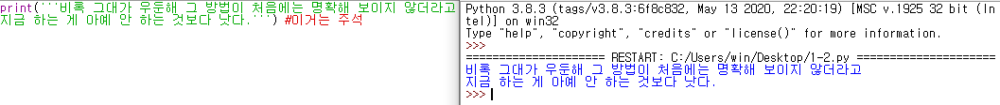 print('''비록 그대가 우둔해 그 방법이 처음에는 명확해 보이지 않더라고
지금 하는 게 아예 안 하는 것보다 낫다.''') #이거는 주석
Python 3.8.3 (tags/v3.8.3:6f8c832, May 13 2020, 22:20:19) [MSC v.1925 32 bit (In
tel)] on win32
Type "help", "copyright", "credits" or "license()" for more information.
>>>
==================== RESTART: C:/Users/win/Desktop/1-2.py ====================
비록 그대가 우둔해 그 방법이 처음에는 명확해 보이지 않더라고
지금 하는 게 아예 안 하는 것보다 낫다.
>>>